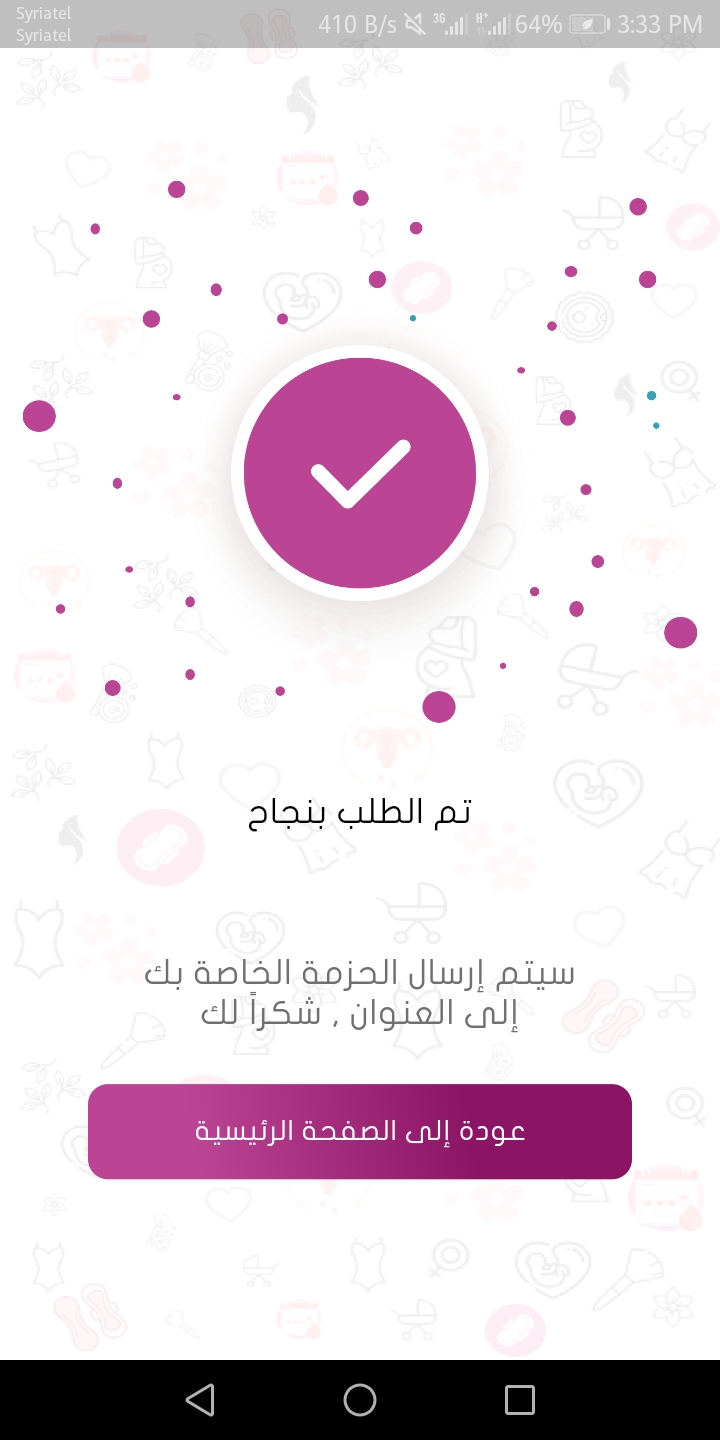 Syriatel
Syriatel
410 B/s 3G H+ 64% 3:33 PM
تم الطلب بنجاح
سيتم إرسال الحزمة الخاصة بك
إلى العنوان , شكراً لك
عودة إلى الصفحة الرئيسية